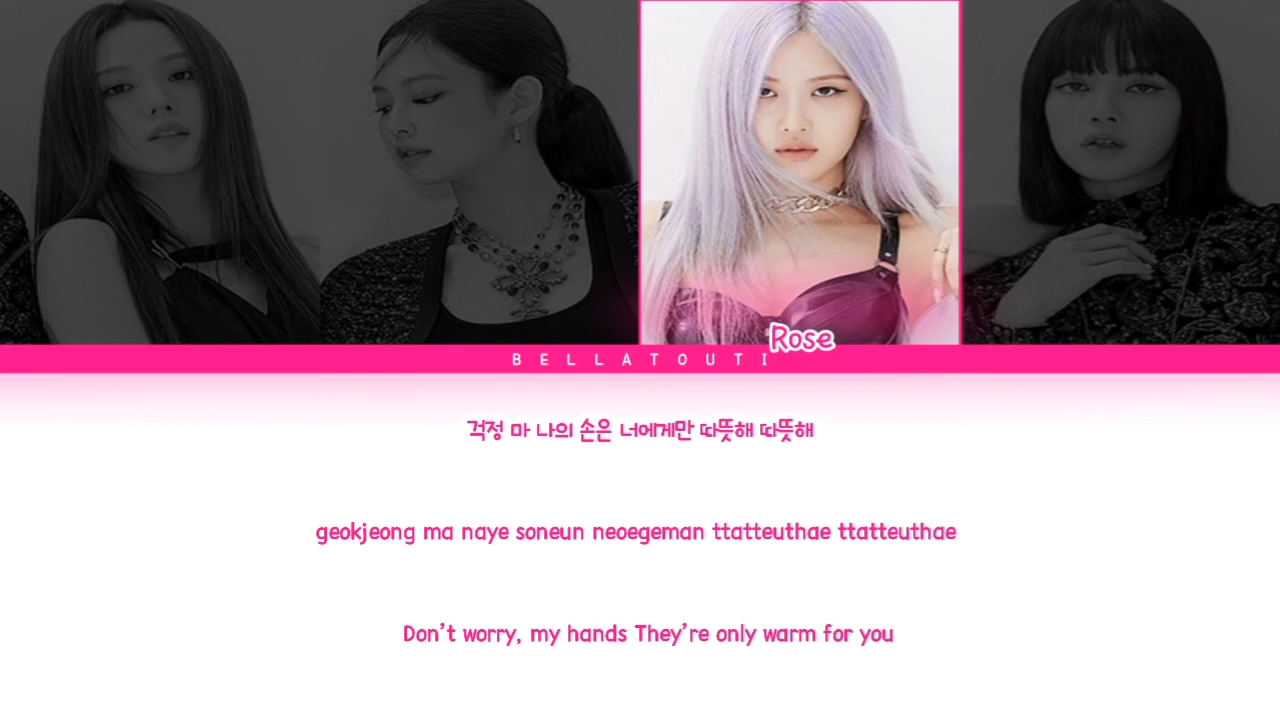 Rose
BELLATOUTI
걱정 마 나의 손은 너에게만 따뜻해 따뜻해
geokjeong ma naye soneun neoegeman ttatteuthae ttatteuthae
Don't worry, my hands They're only warm for you